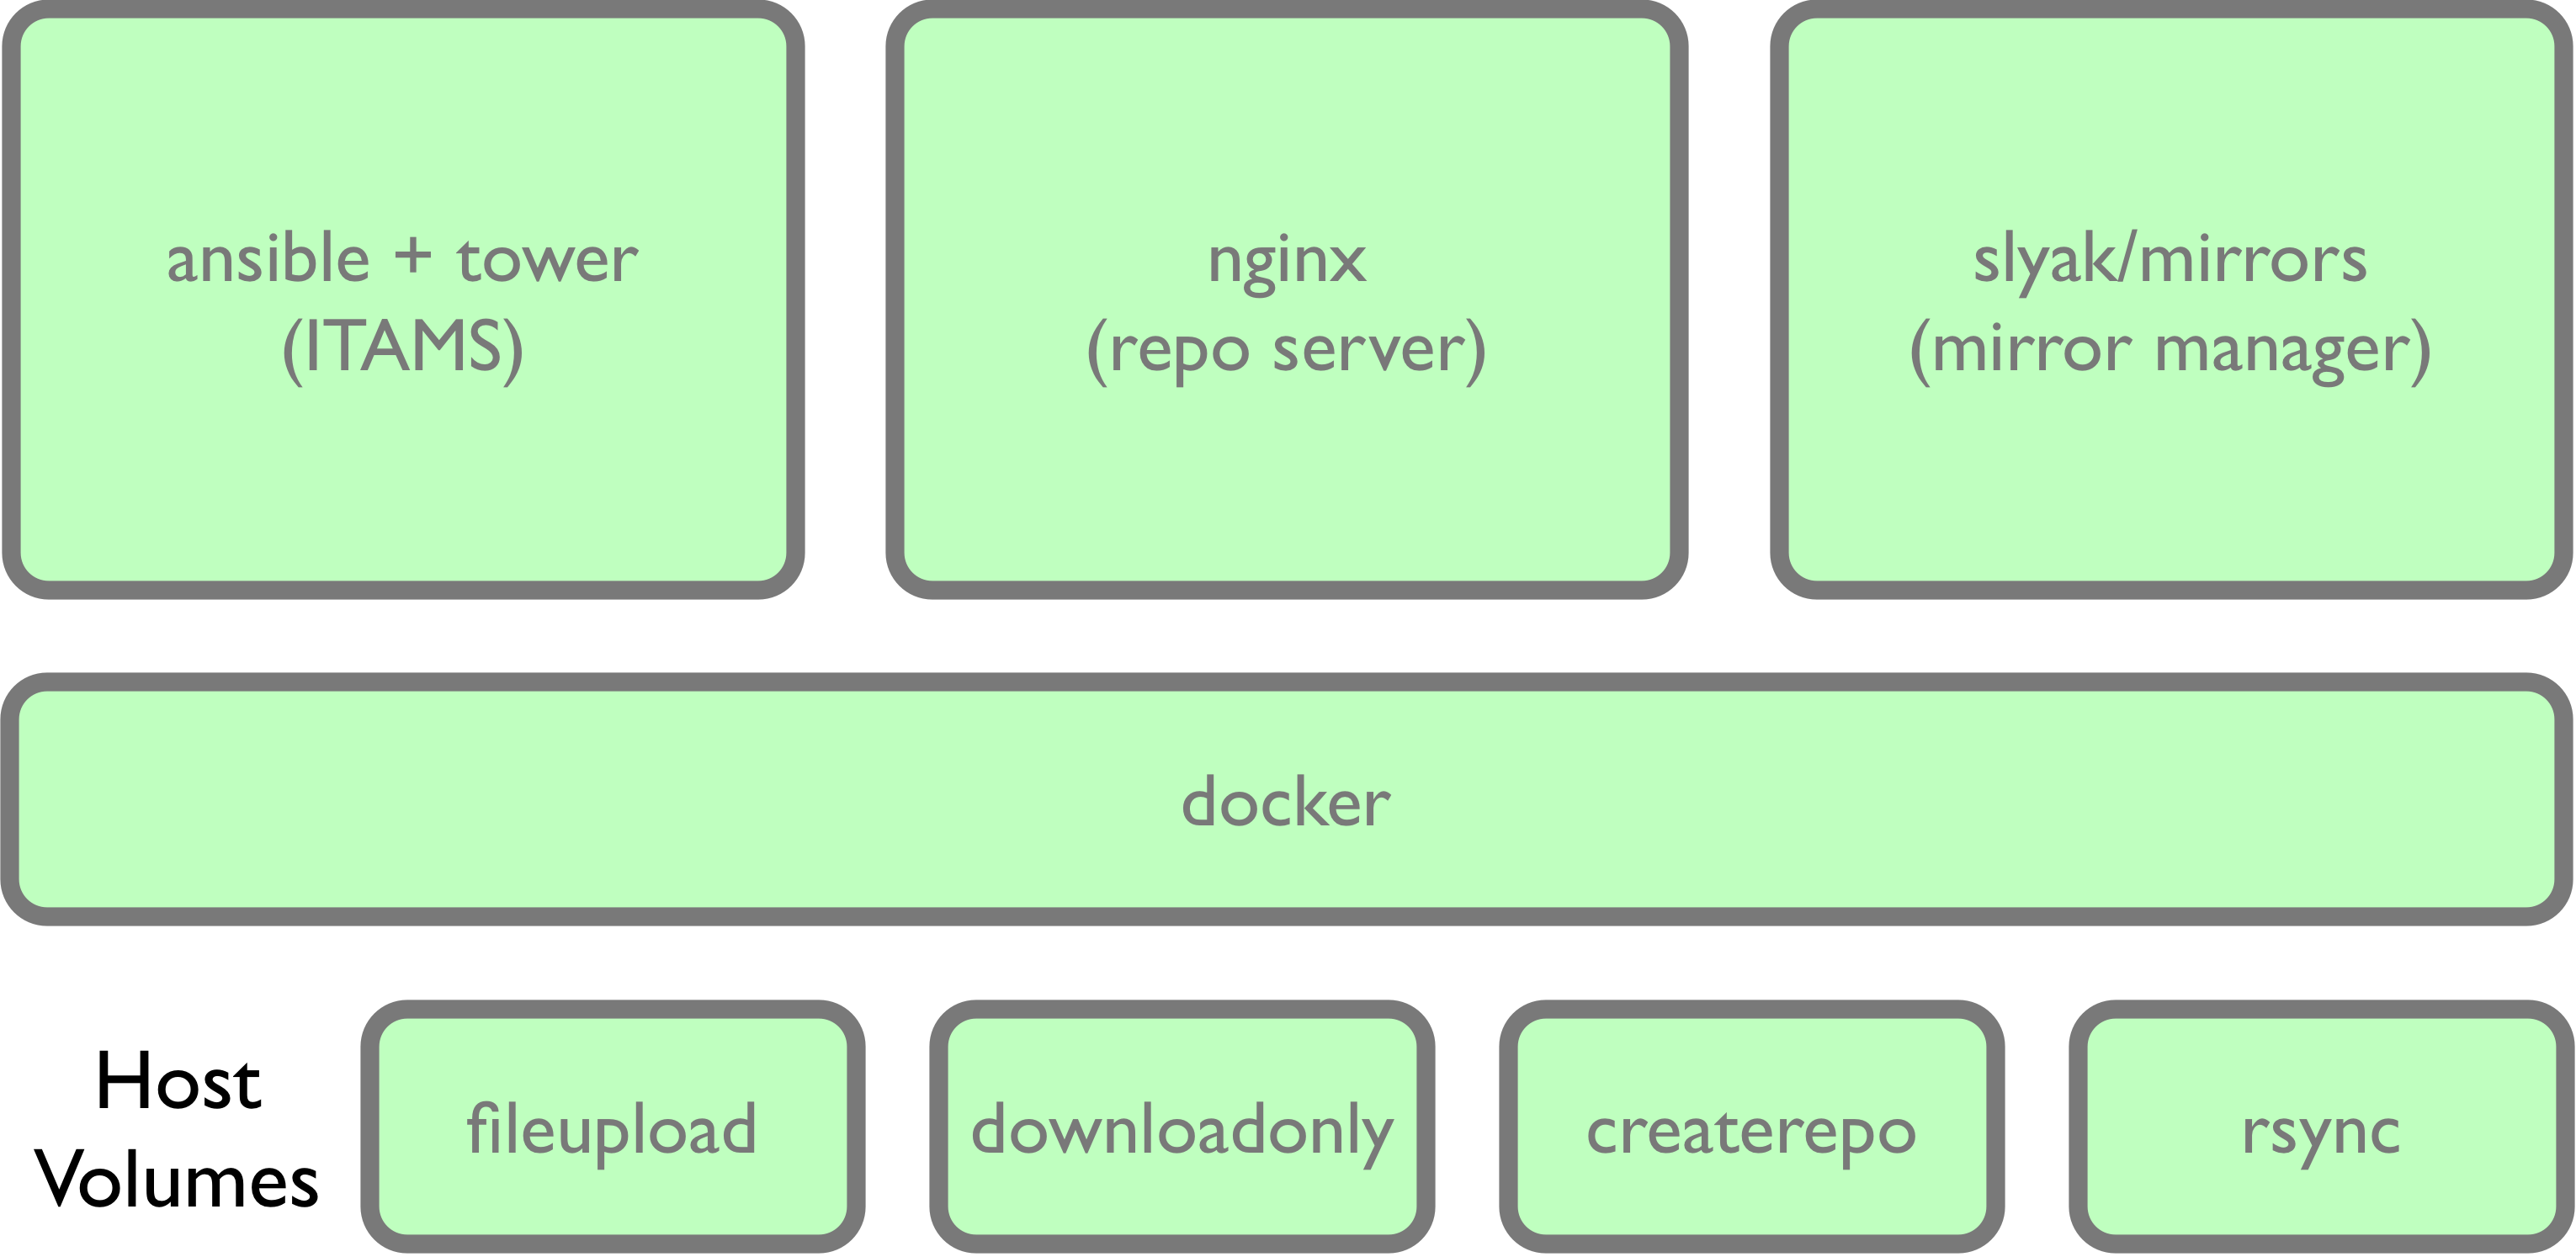 ansible + tower
(ITAMS)
nginx
(repo server)
slyak/mirrors
(mirror manager)
docker
Host
Volumes
fileupload
downloadonly
createrepo
rsync